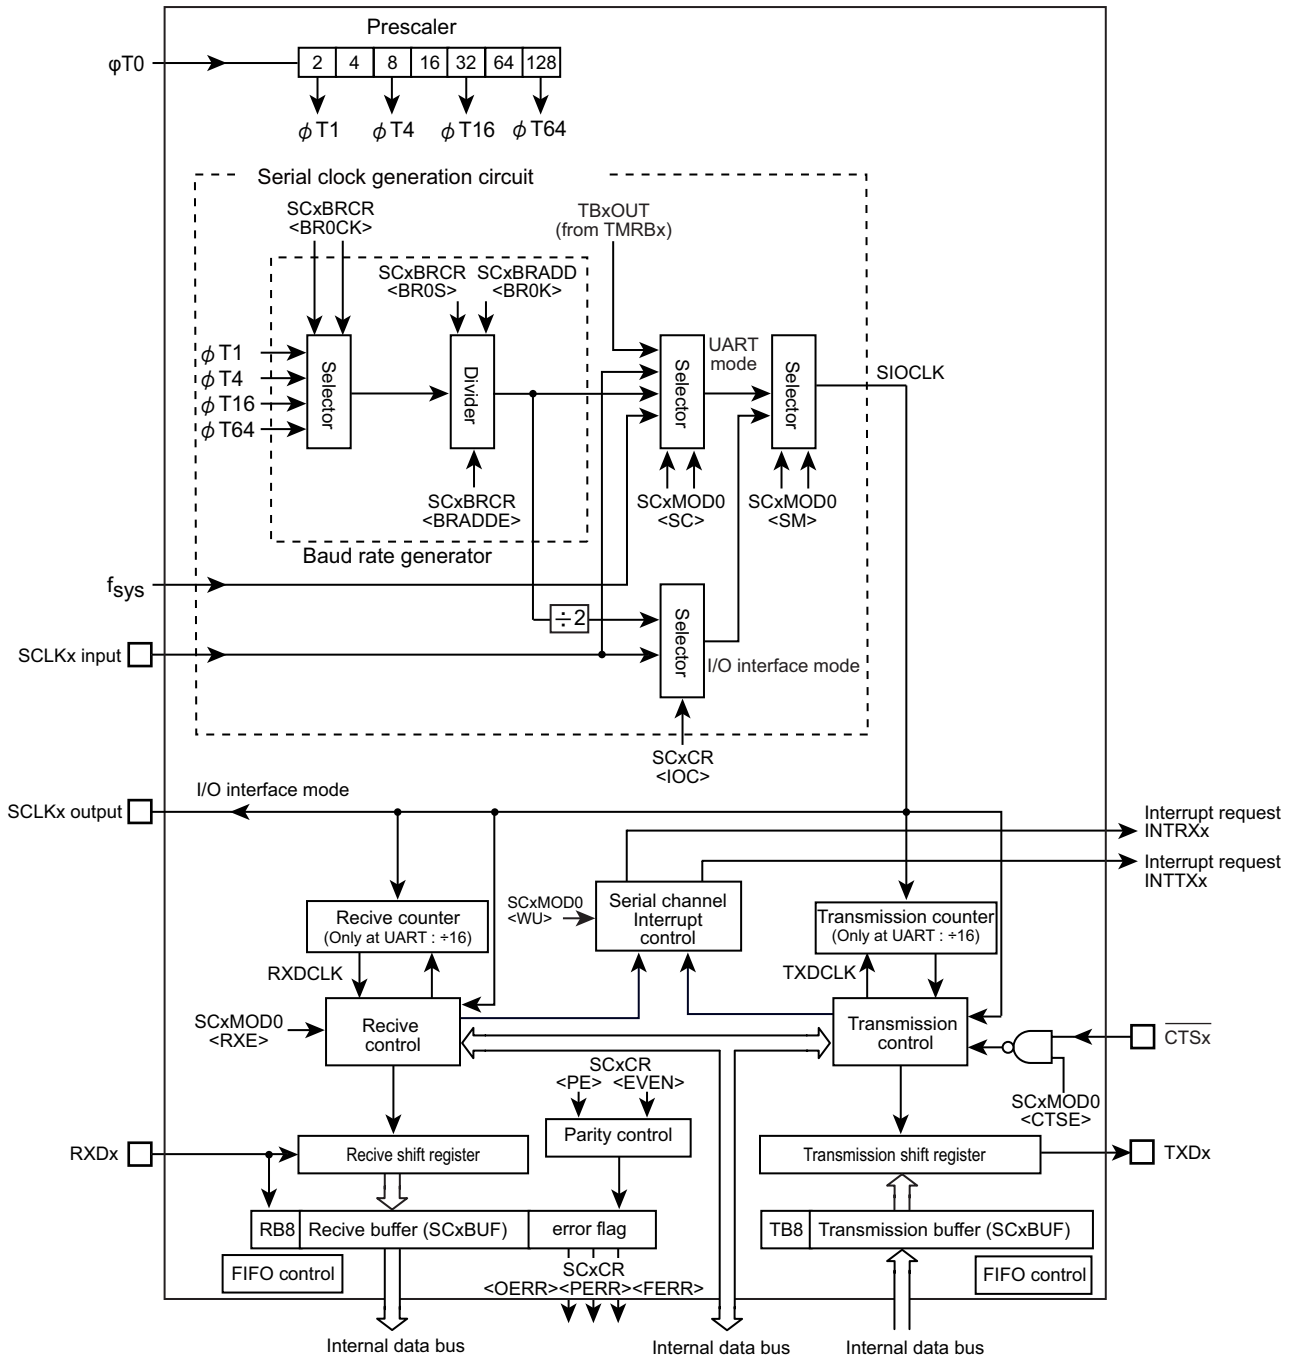 Prescaler
φT0
2 4 8 16 32 64 128
ϕT1 ϕT4 ϕT16 ϕT64
Serial clock generation circuit
SCxBRCR
<BR0CK>
TBxOUT
(from TMRBx)
SCxBRCR
<BR0S>
SCxBRADD
<BR0K>
ϕT1
ϕT4
ϕT16
ϕT64
Selector
Divider
Selector
UART
mode
Selector
SIOCLK
SCxBRCR
<BRADDE>
SCxMOD0
<SC>
SCxMOD0
<SM>
Baud rate generator
fsys
÷2
Selector
SCLKx input
I/O interface mode
SCxCR
<IOC>
I/O interface mode
SCLKx output
Interrupt request
INTRXx
Interrupt request
INTTXx
SCxMOD0
<WU>
Serial channel
Interrupt
control
Recive counter
(Only at UART : ÷16)
Transmission counter
(Only at UART : ÷16)
RXDCLK
TXDCLK
SCxMOD0
<RXE>
Recive
control
Transmission
control
CTSx
SCxMOD0
<CTSE>
SCxCR
<PE> <EVEN>
Parity control
RXDx
Recive shift register
Transmission shift register
TXDx
RB8 Recive buffer (SCxBUF) error flag
TB8 Transmission buffer (SCxBUF)
FIFO control
SCxCR
<OERR><PERR><FERR>
FIFO control
Internal data bus
Internal data bus
Internal data bus